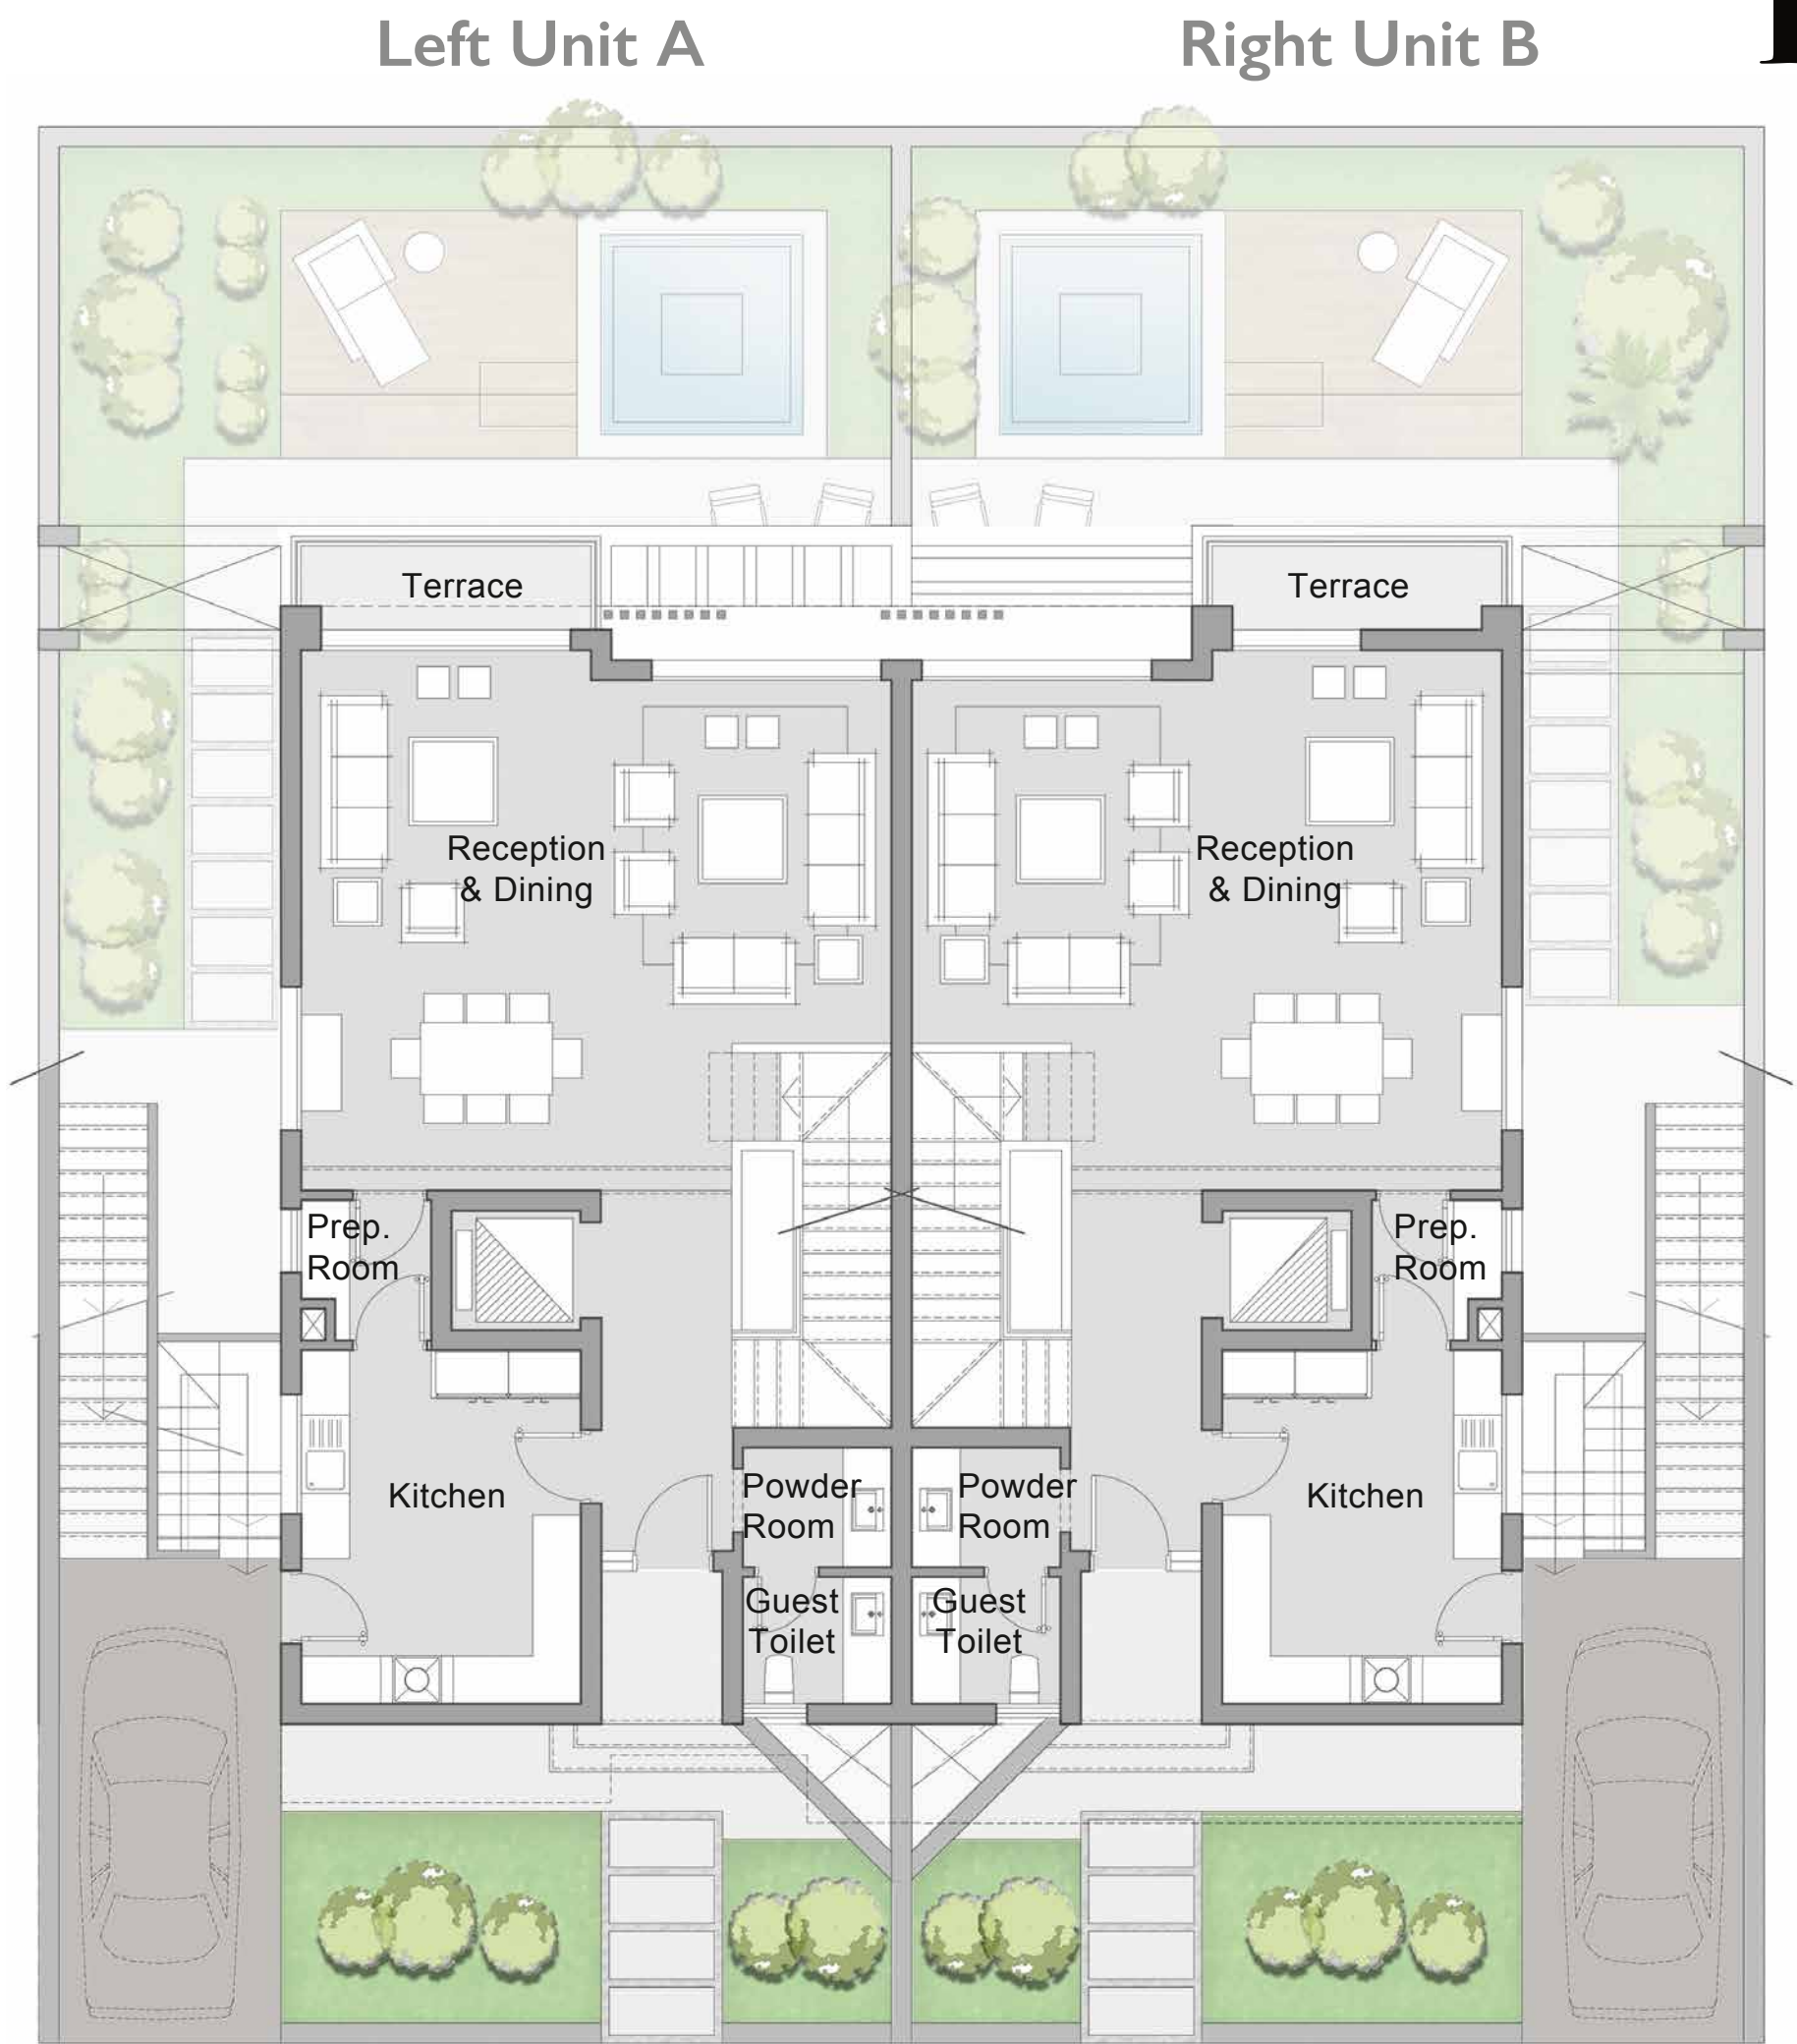 Left Unit A
Right Unit B
Terrace
Terrace
Reception
& Dining
Reception
& Dining
Prep.
Room
Prep.
Room
Kitchen
Powder
Room
Powder
Room
Kitchen
Guest
Toilet
Guest
Toilet